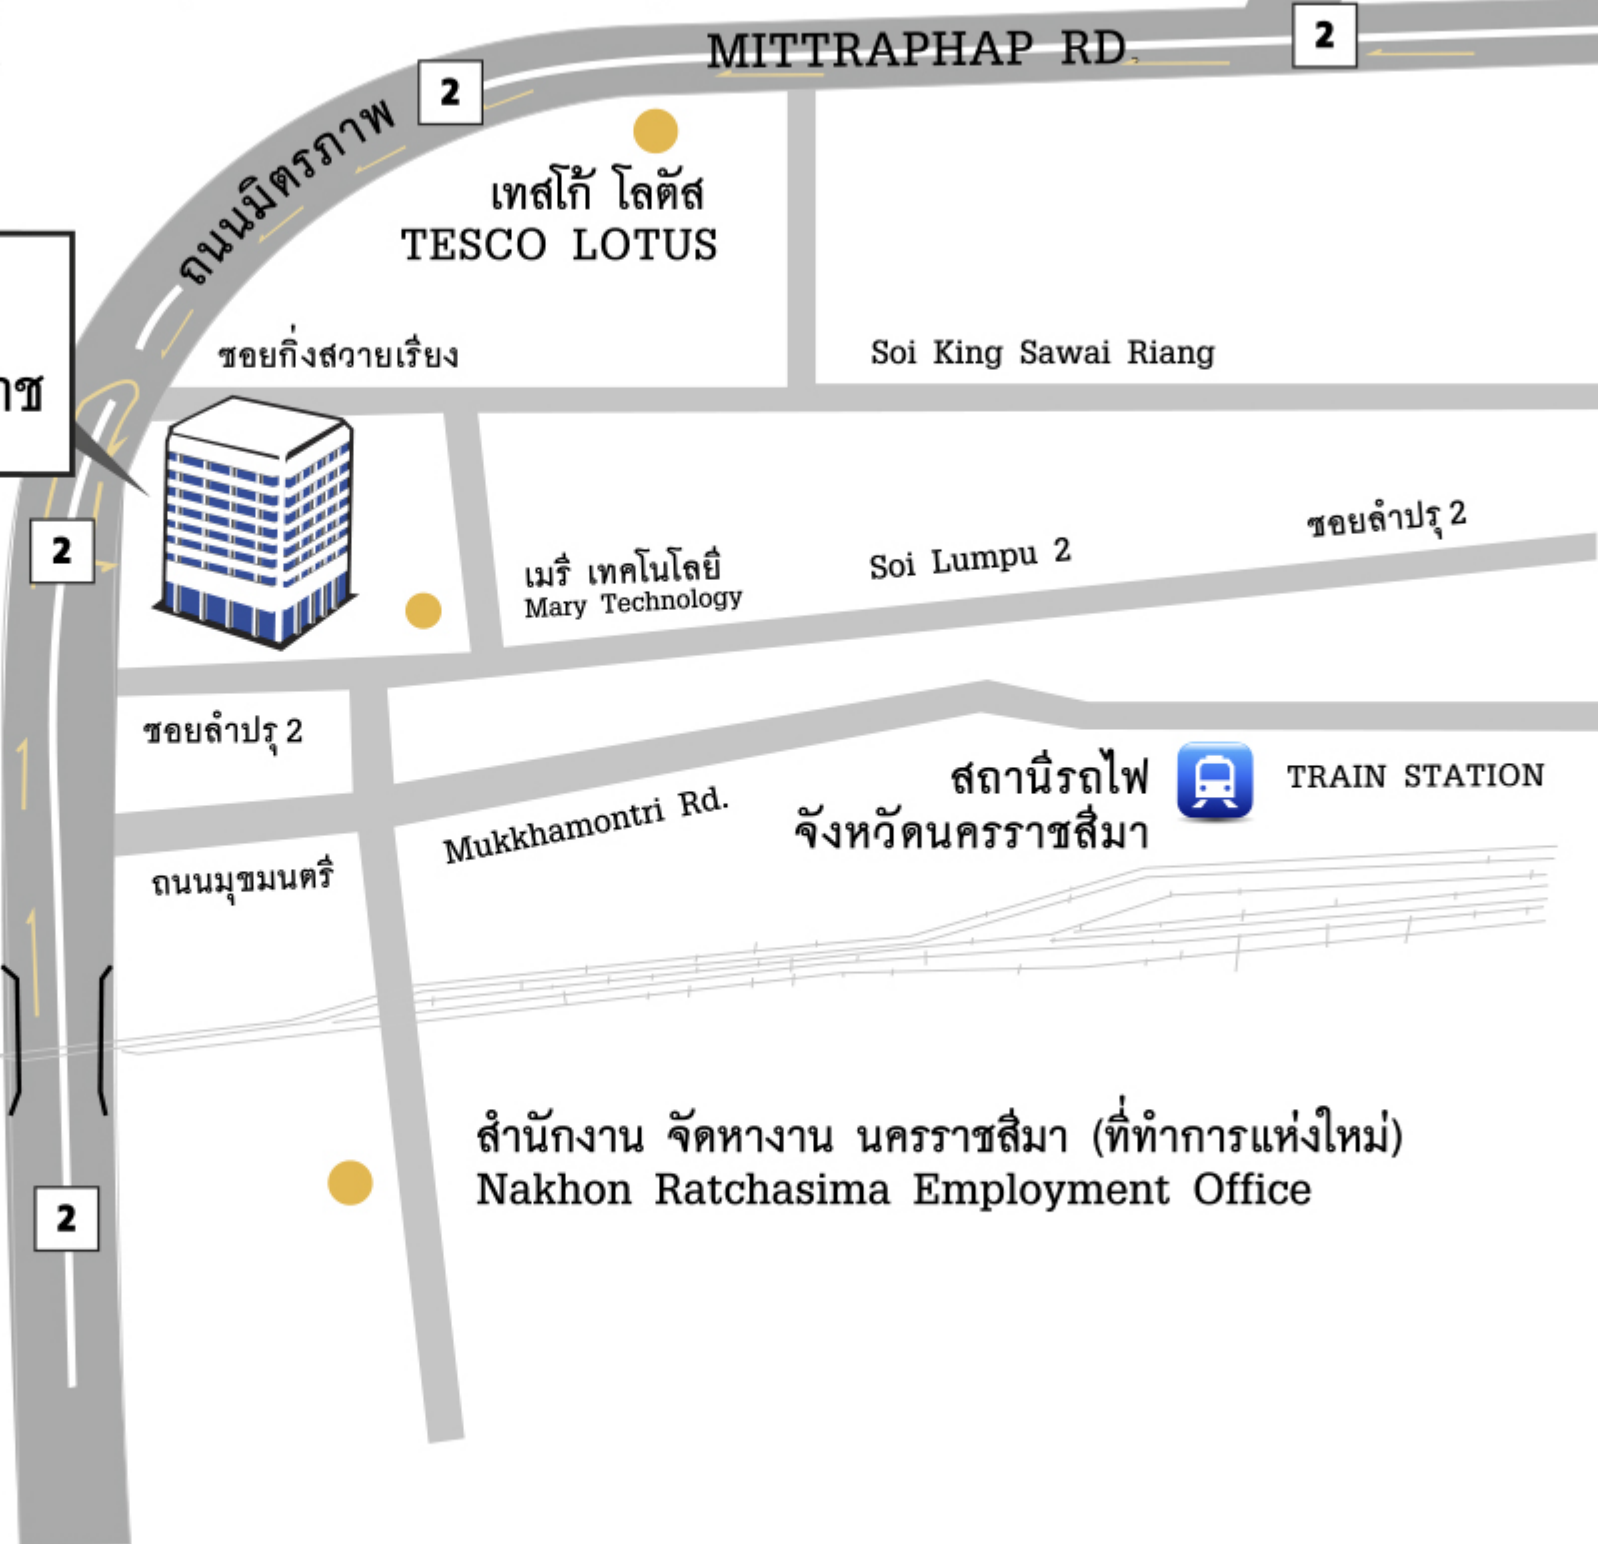 MITTRAPHAP RD.
2
2
ถนนมิตรภาพ
เทสโก้ โลตัส
TESCO LOTUS
ซอยกิ่งสวายเรียง
Soi King Sawai Riang
2
เมรี เทคโนโลยี
Mary Technology
Soi Lumpu 2
ซอยลำปรุ 2
ซอยลำปรุ 2
สถานีรถไฟ
จังหวัดนครราชสีมา
TRAIN STATION
Mukkhamontri Rd.
ถนนมุขมนตรี
สำนักงาน จัดหางาน นครราชสีมา (ที่ทำการแห่งใหม่)
Nakhon Ratchasima Employment Office
2